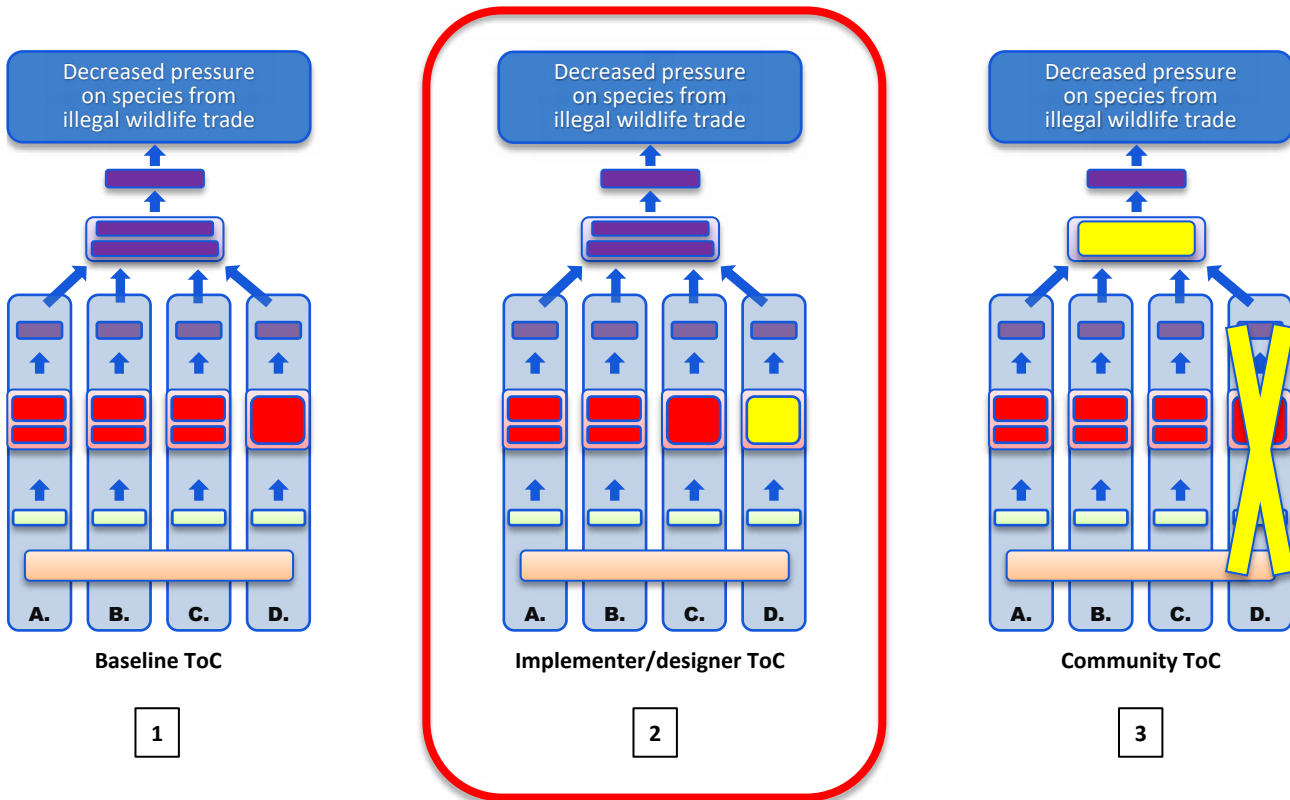 Decreased pressure
on species from
illegal wildlife trade
A. B. C. D.
Baseline ToC
1
Decreased pressure
on species from
illegal wildlife trade
A. B. C. D.
Implementer/designer ToC
2
Decreased pressure
on species from
illegal wildlife trade
A. B. C. D.
Community ToC
3